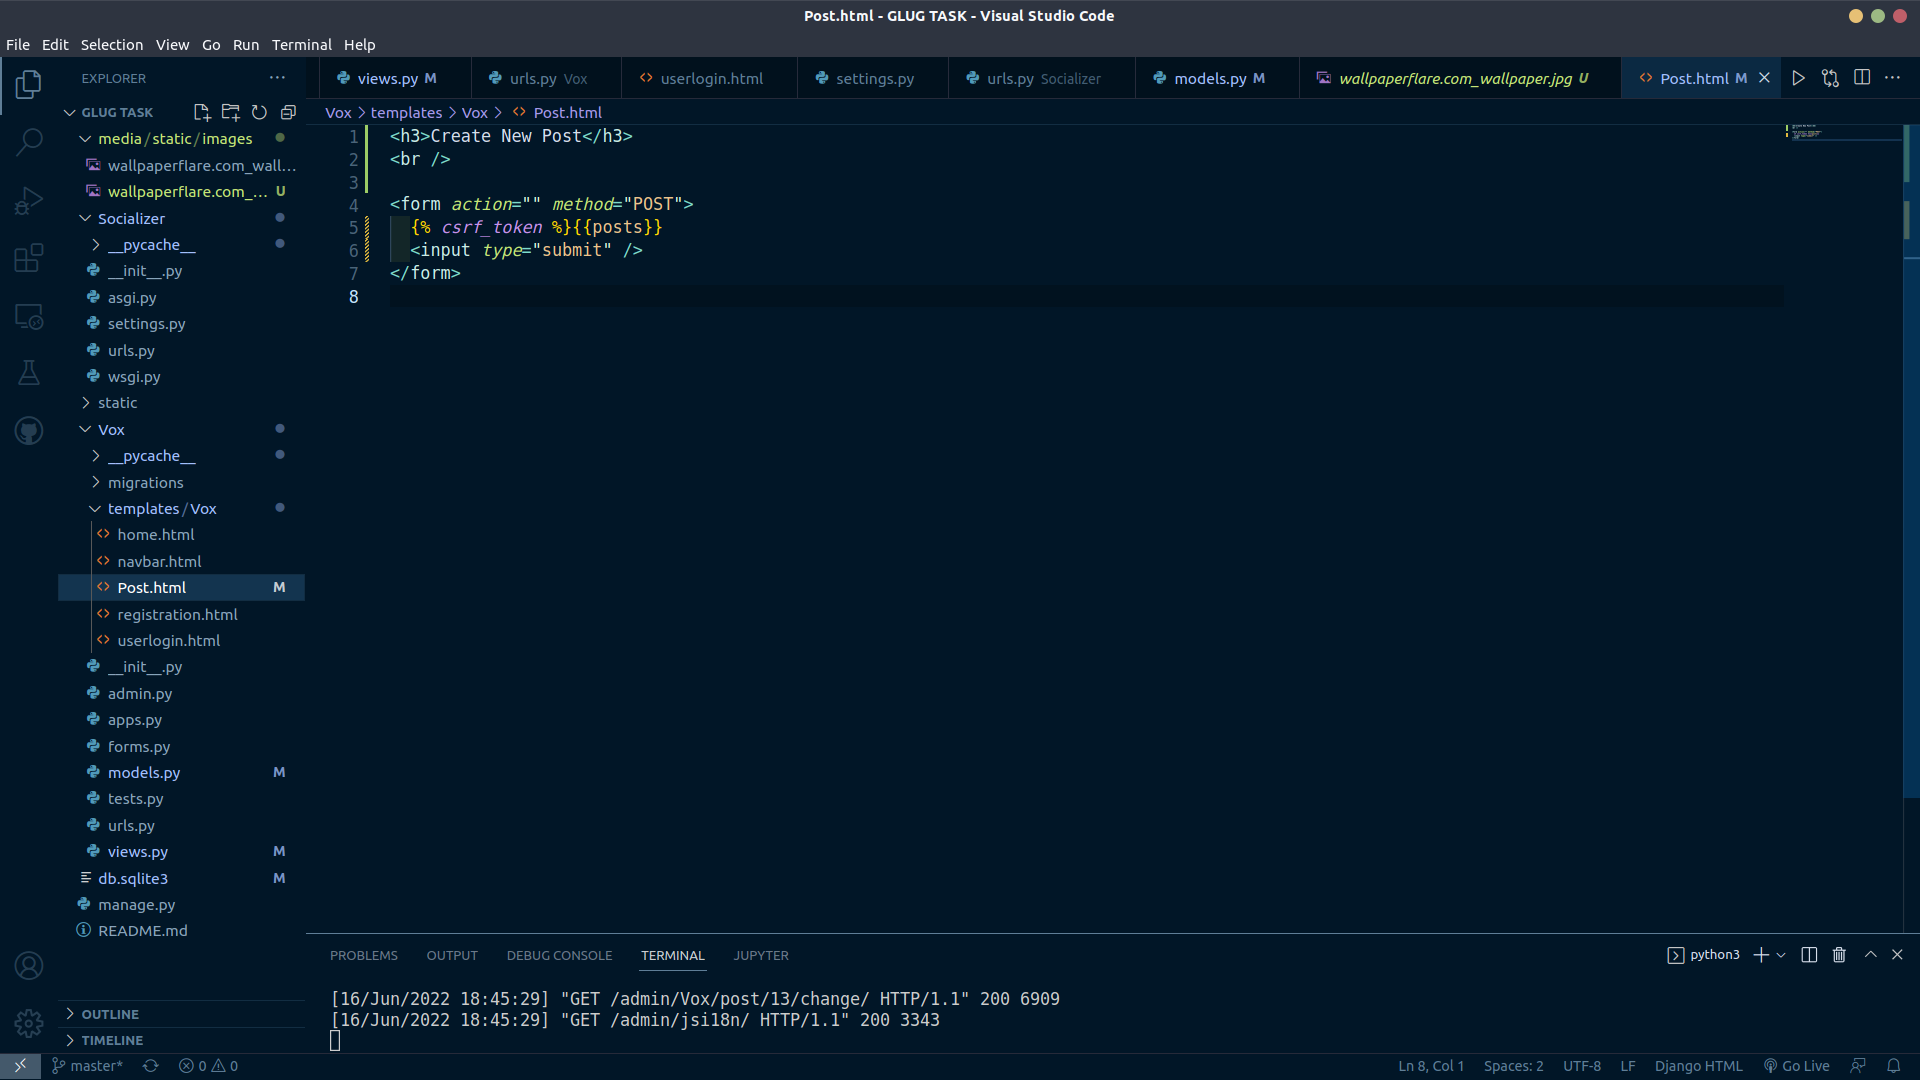 Post.html - GLUG TASK - Visual Studio Code
File Edit Selection View Go Run Terminal Help
EXPLORER
GLUG TASK
media/static/images
wallpaperflare.com_wall...
wallpaperflare.com_... U
Socializer
__pycache__
__init__.py
asgi.py
settings.py
urls.py
wsgi.py
static
Vox
__pycache__
migrations
templates/Vox
home.html
navbar.html
Post.html M
registration.html
userlogin.html
__init__.py
admin.py
apps.py
forms.py
models.py M
tests.py
urls.py
views.py M
db.sqlite3 M
manage.py
README.md
OUTLINE
TIMELINE
views.py M urls.py Vox userlogin.html settings.py urls.py Socializer models.py M wallpaperflare.com_wallpaper.jpg U Post.html M
Vox > templates > Vox > Post.html
1 <h3>Create New Post</h3>
2 <br />
3
4 <form action="" method="POST">
5 {% csrf_token %}{{posts}}
6 <input type="submit" />
7 </form>
8
PROBLEMS OUTPUT DEBUG CONSOLE TERMINAL JUPYTER python3
[16/Jun/2022 18:45:29] "GET /admin/Vox/post/13/change/ HTTP/1.1" 200 6909
[16/Jun/2022 18:45:29] "GET /admin/jsi18n/ HTTP/1.1" 200 3343
master* 0 0 Ln 8, Col 1 Spaces: 2 UTF-8 LF Django HTML Go Live